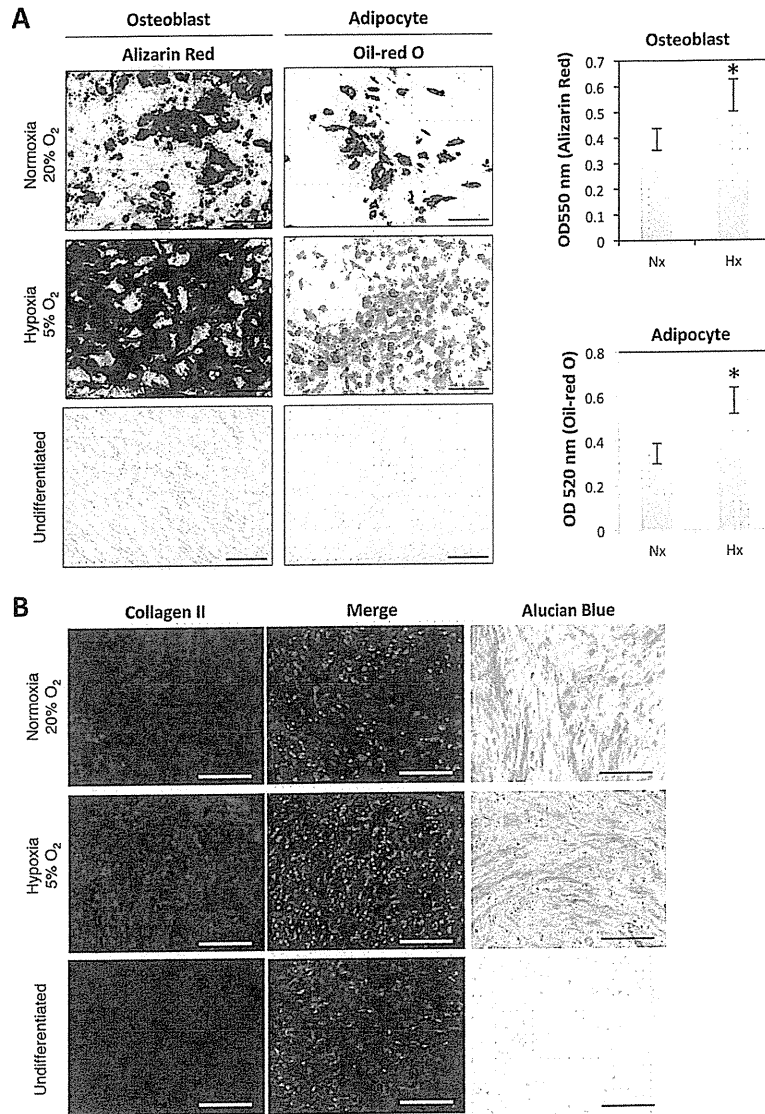 A
Osteoblast
Adipocyte
Alizarin Red
Oil-red O
Normoxia
20% O₂
Hypoxia
5% O₂
Undifferentiated
Osteoblast
OD550 nm (Alizarin Red)
0.7
0.6
0.5
0.4
0.3
0.2
0.1
0
*
Nx
Hx
Adipocyte
OD 520 nm (Oil-red O)
0.8
0.6
0.4
0.2
0
*
Nx
Hx
B
Collagen II
Merge
Alucian Blue
Normoxia
20% O₂
Hypoxia
5% O₂
Undifferentiated